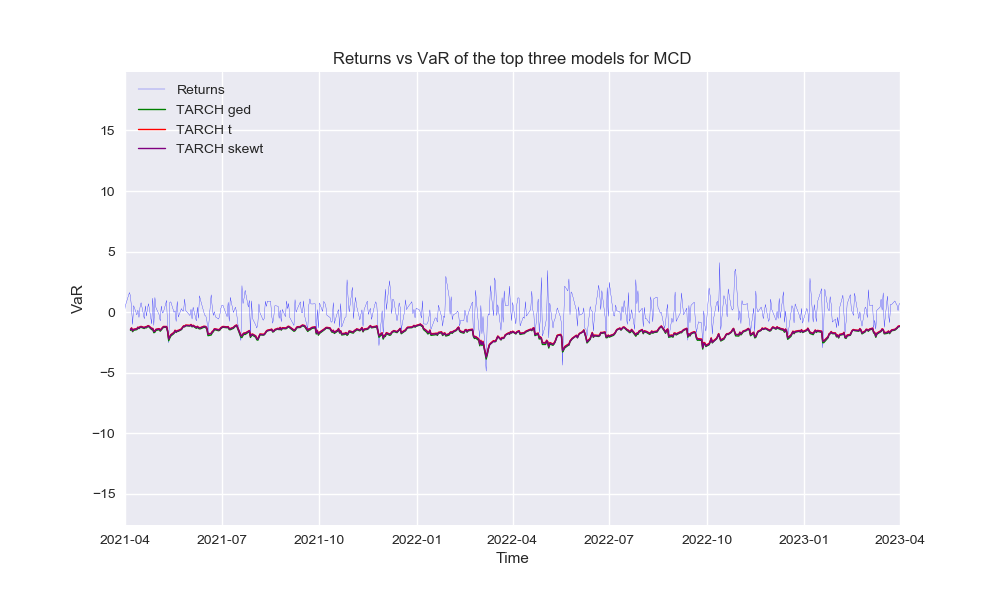 Returns vs VaR of the top three models for MCD
Returns
TARCH ged
TARCH t
TARCH skewt
15
10
5
0
−5
−10
−15
VaR
2021-04 2021-07 2021-10 2022-01 2022-04 2022-07 2022-10 2023-01 2023-04
Time